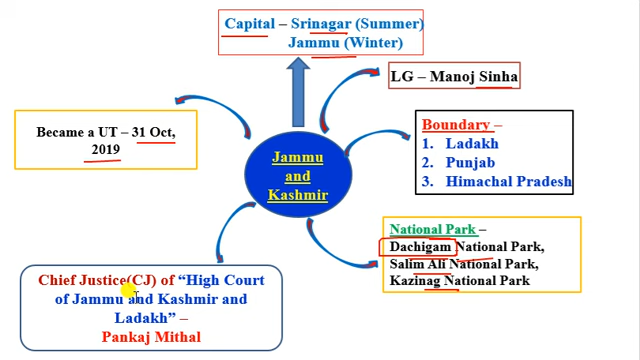 Capital – Srinagar (Summer)
Jammu (Winter)
LG – Manoj Sinha
Became a UT – 31 Oct,
2019
Boundary –
1. Ladakh
2. Punjab
3. Himachal Pradesh
Jammu
and
Kashmir
National Park –
Dachigam National Park,
Salim Ali National Park,
Kazinag National Park
Chief Justice(CJ) of “High Court
of Jammu and Kashmir and
Ladakh” –
Pankaj Mithal